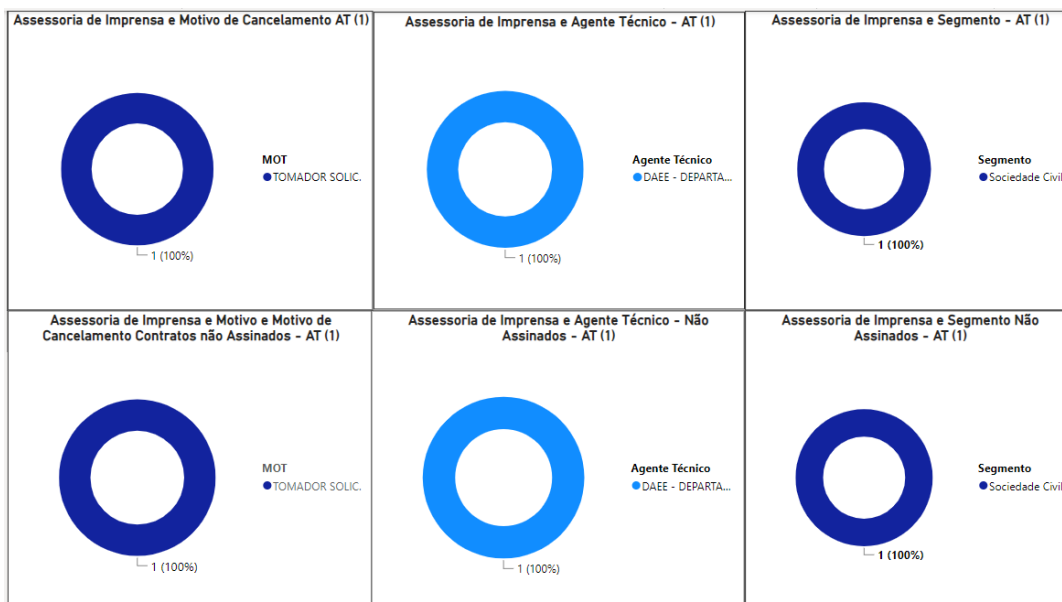 Assessoria de Imprensa e Motivo de Cancelamento AT (1)
MOT
TOMADOR SOLIC.
1 (100%)
Assessoria de Imprensa e Agente Técnico - AT (1)
Agente Técnico
DAEE - DEPARTA...
1 (100%)
Assessoria de Imprensa e Segmento - AT (1)
Segmento
Sociedade Civil
1 (100%)
Assessoria de Imprensa e Motivo e Motivo de
Cancelamento Contratos não Assinados - AT (1)
MOT
TOMADOR SOLIC.
1 (100%)
Assessoria de Imprensa e Agente Técnico - Não
Assinados - AT (1)
Agente Técnico
DAEE - DEPARTA...
1 (100%)
Assessoria de Imprensa e Segmento Não
Assinados - AT (1)
Segmento
Sociedade Civil
1 (100%)